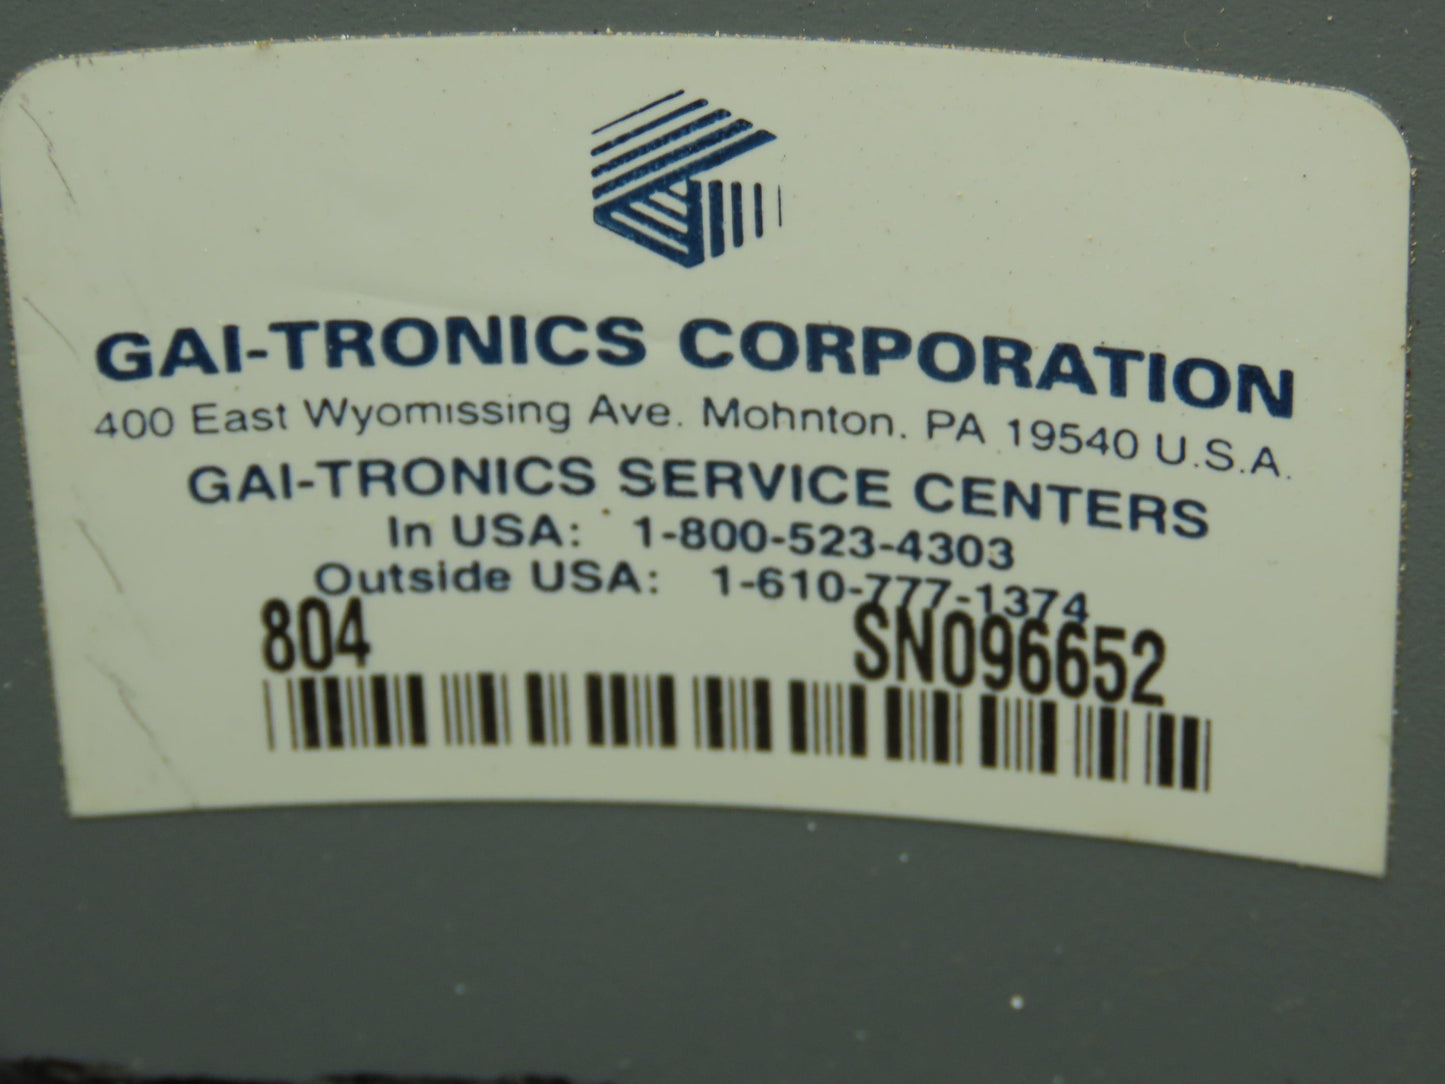 GAI-TRONICS CORPORATION
400 East Wyomissing Ave. Mohnton. PA 19540 U.S.A.
GAI-TRONICS SERVICE CENTERS
In USA: 1-800-523-4303
Outside USA: 1-610-777-1374
804 SN096652